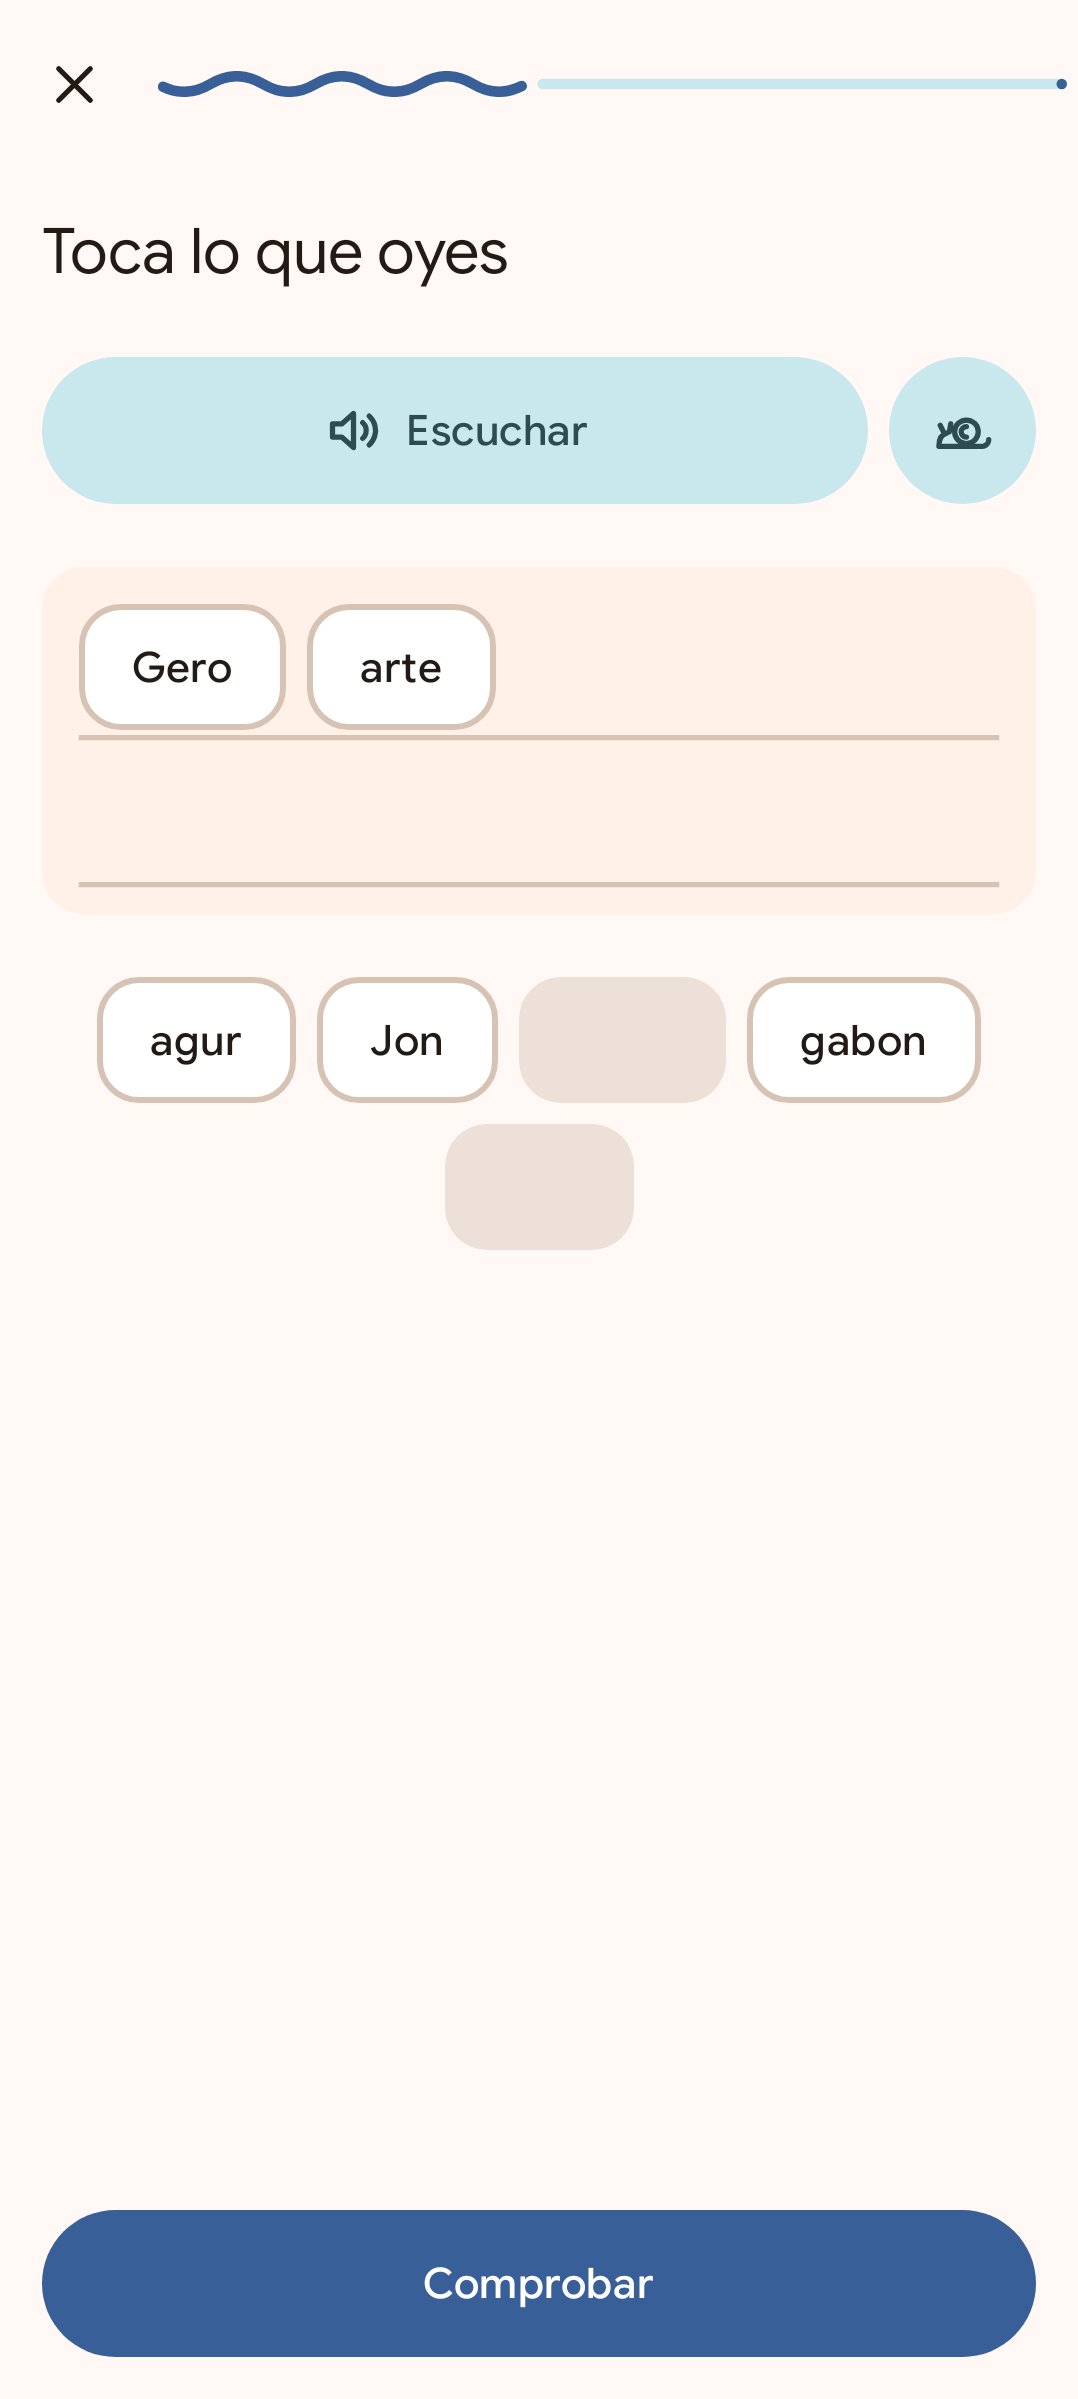 Toca lo que oyes
Escuchar
Gero arte
agur Jon gabon
Comprobar